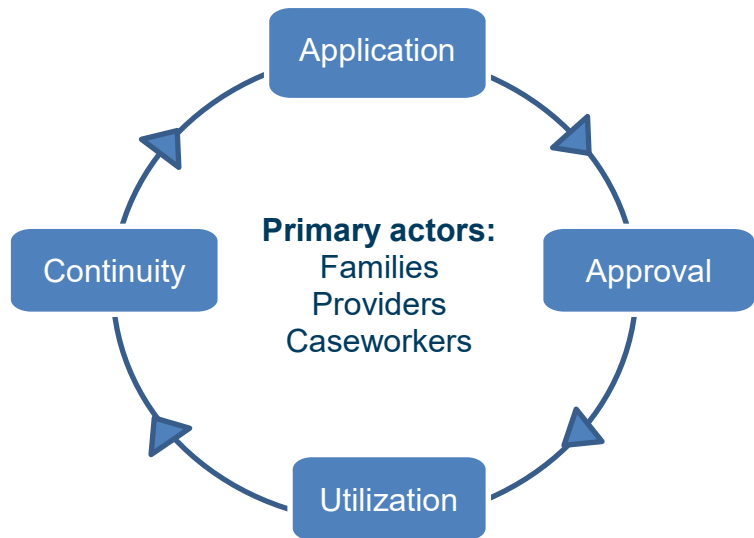 Application
Continuity
Primary actors:
Families
Providers
Caseworkers
Approval
Utilization